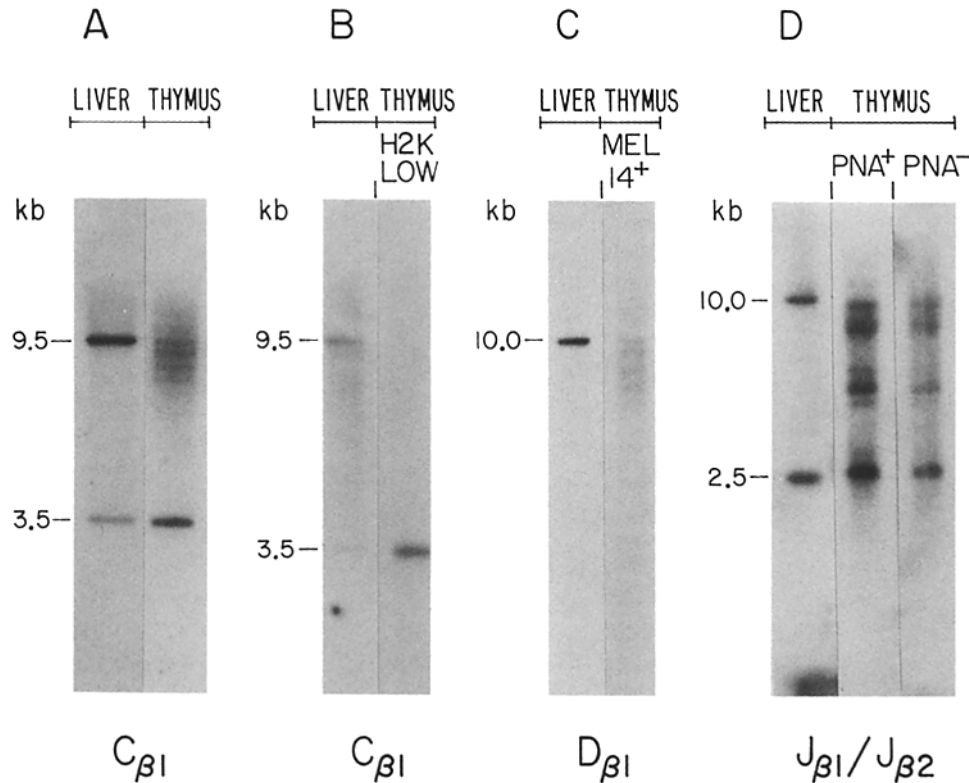 A B C D
LIVER THYMUS LIVER THYMUS LIVER THYMUS LIVER THYMUS
H2K LOW MEL 14⁺ PNA⁺ PNA⁻
kb kb kb
9.5 3.5 9.5 3.5 10.0 10.0 2.5
Cβ1 Cβ1 Dβ1 Jβ1/Jβ2